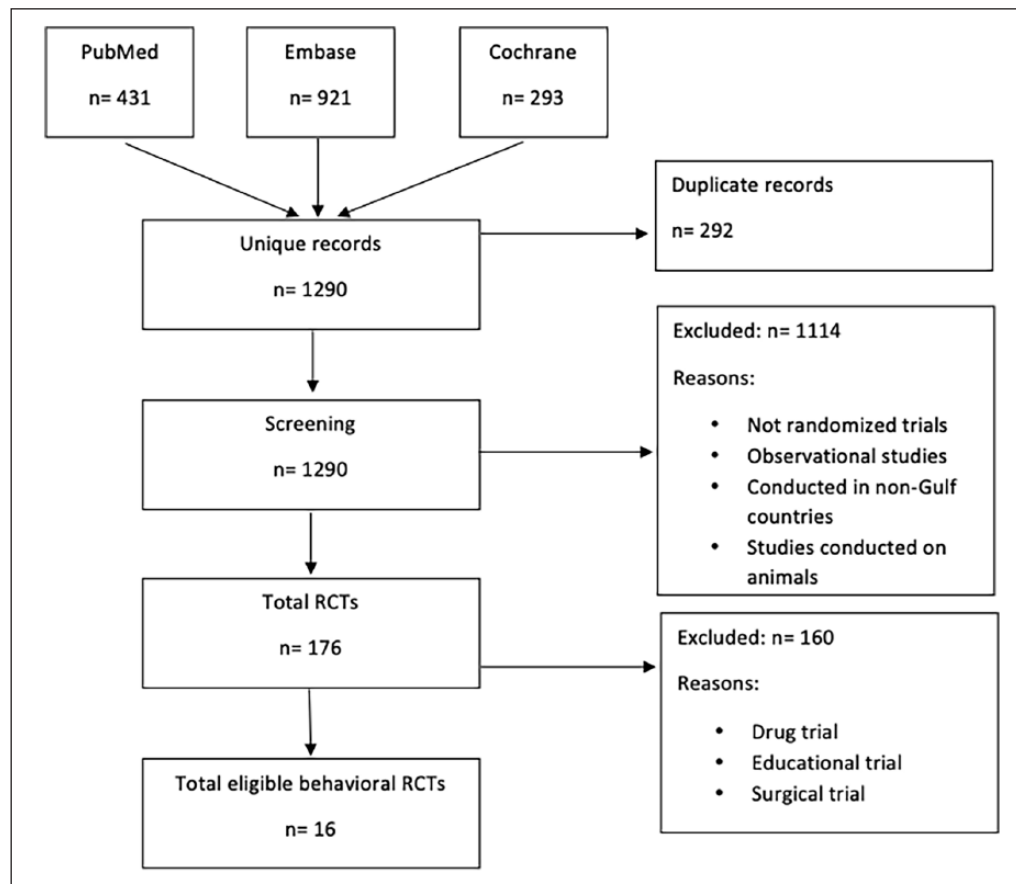 PubMed
n= 431
Embase
n= 921
Cochrane
n= 293
Duplicate records
n= 292
Unique records
n= 1290
Excluded: n= 1114
Reasons:
• Not randomized trials
• Observational studies
• Conducted in non-Gulf
countries
• Studies conducted on
animals
Screening
n= 1290
Total RCTs
n= 176
Excluded: n= 160
Reasons:
• Drug trial
• Educational trial
• Surgical trial
Total eligible behavioral RCTs
n= 16